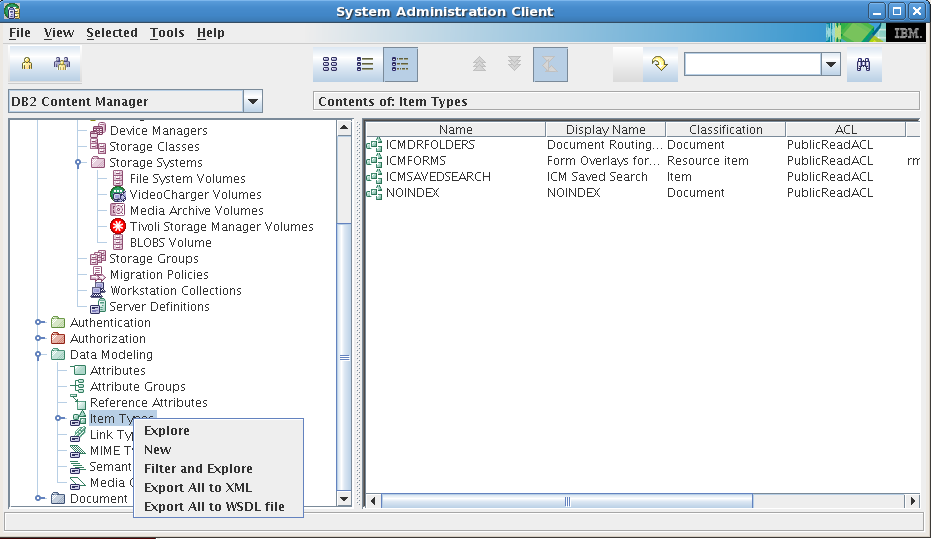 System Administration Client
File View Selected Tools Help
IBM.
DB2 Content Manager
Contents of: Item Types
Device Managers
Storage Classes
Storage Systems
File System Volumes
VideoCharger Volumes
Media Archive Volumes
Tivoli Storage Manager Volumes
BLOBS Volume
Storage Groups
Migration Policies
Workstation Collections
Server Definitions
Authentication
Authorization
Data Modeling
Attributes
Attribute Groups
Reference Attributes
Item Types
Link Ty
MIME T
Semant
Media
Document
Explore
New
Filter and Explore
Export All to XML
Export All to WSDL file
Name Display Name Classification ACL
ICMDRFOLDERS Document Routing... Document PublicReadACL
ICMFORMS Form Overlays for... Resource item PublicReadACL rm
ICMSAVEDSEARCH ICM Saved Search Item PublicReadACL
NOINDEX NOINDEX Document PublicReadACL